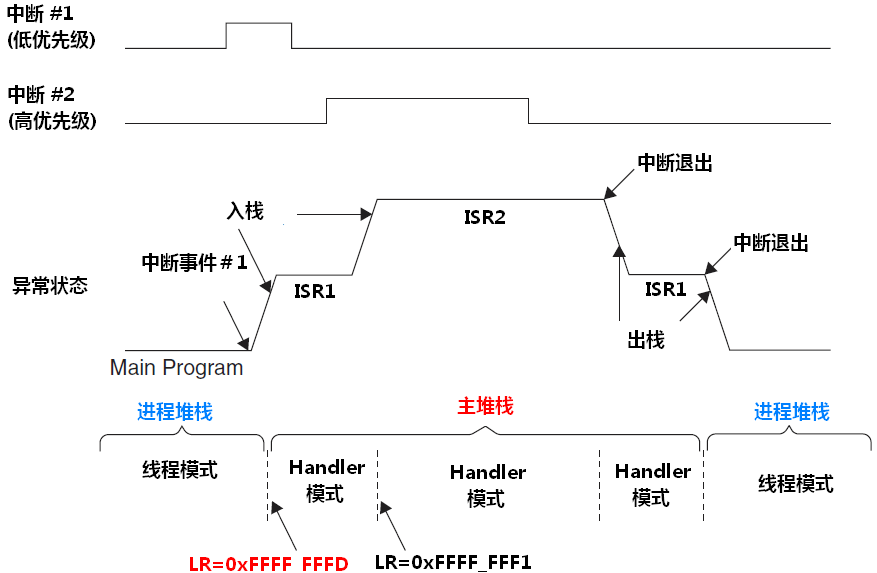 中断 #1
(低优先级)
中断 #2
(高优先级)
中断退出
入栈
ISR2
中断退出
中断事件＃1
异常状态
ISR1
ISR1
出栈
Main Program
进程堆栈
主堆栈
进程堆栈
线程模式
Handler
模式
Handler
模式
Handler
模式
线程模式
LR=0xFFFF_FFFD
LR=0xFFFF_FFF1